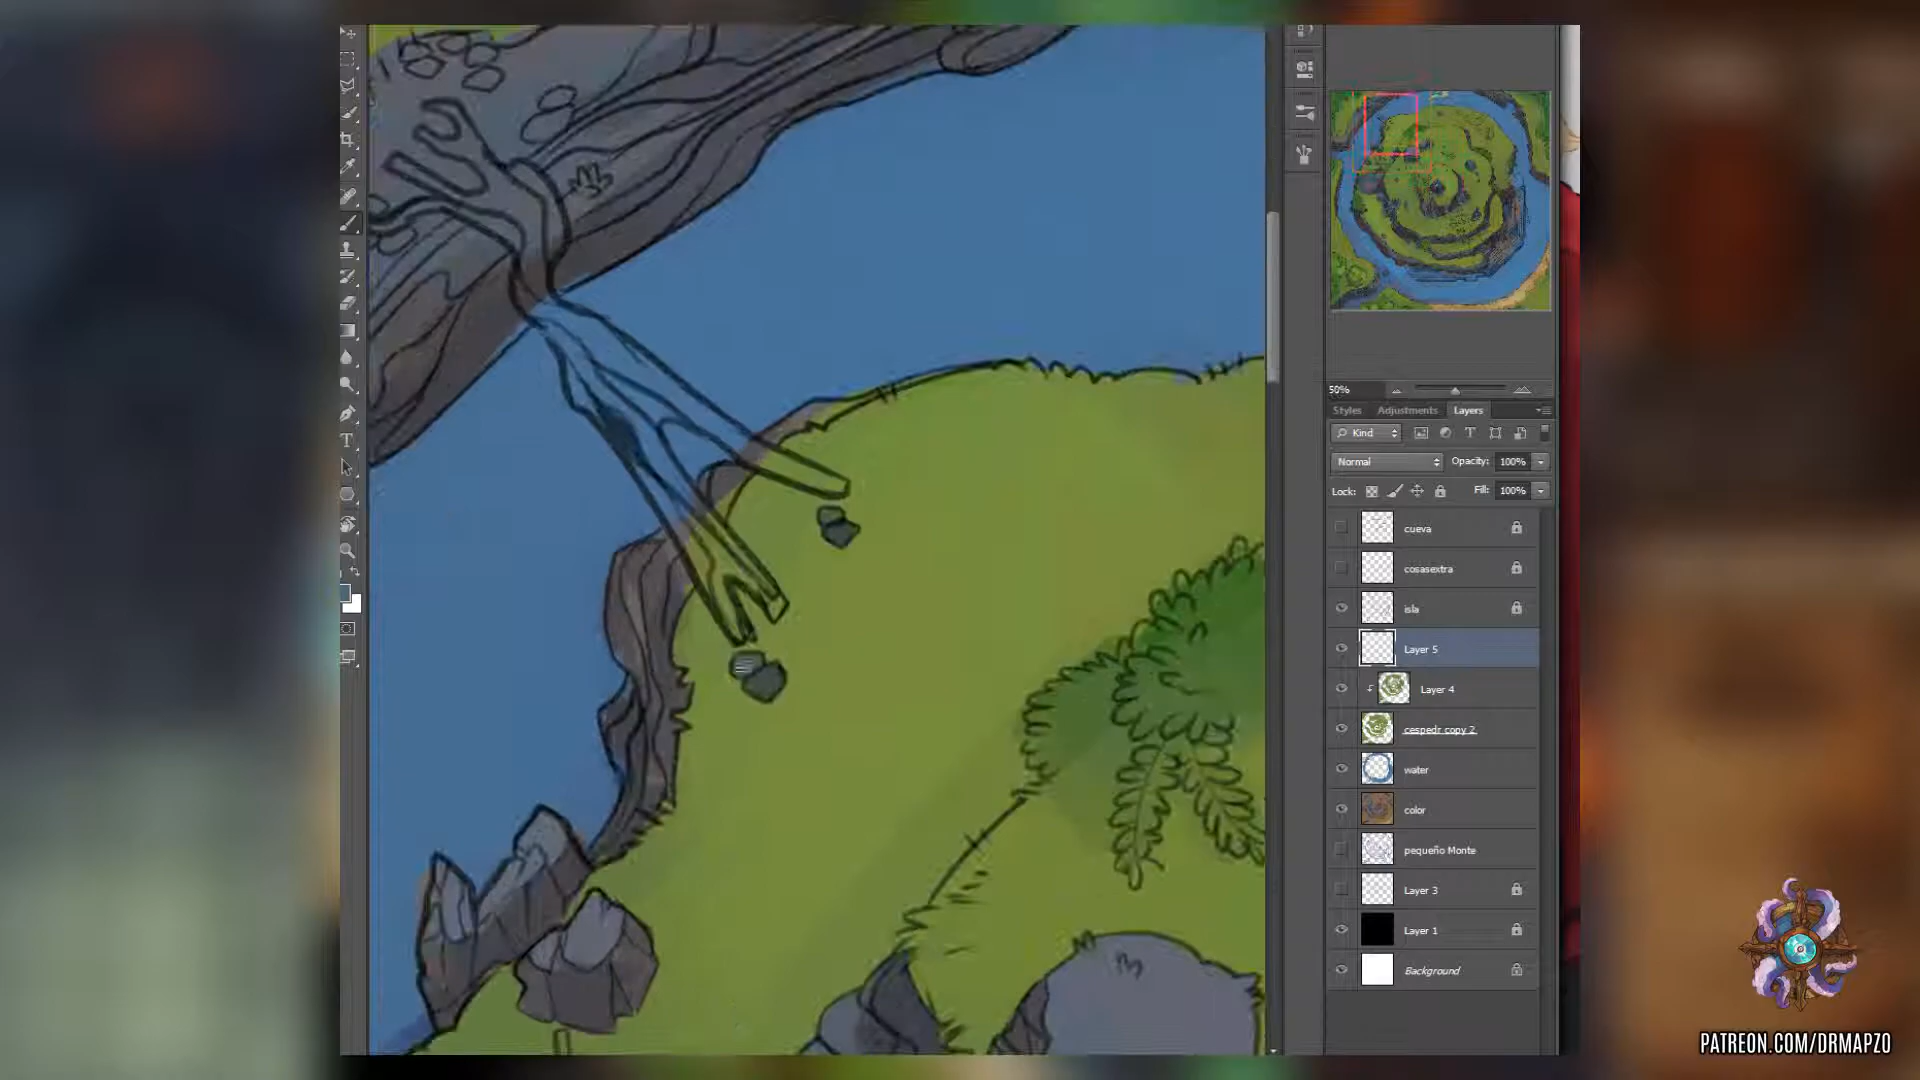 50%
Styles Adjustments Layers
Kind
Normal Opacity: 100%
Lock: Fill: 100%
cueva
cosasextra
isla
Layer 5
Layer 4
cespedr copy 2
water
color
pequeño Monte
Layer 3
Layer 1
Background
PATREON.COM/DRMAPZO